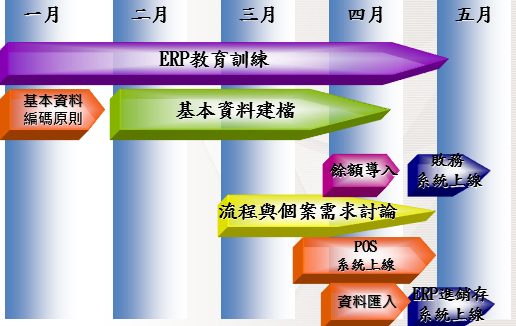 一月 二月 三月 四月 五月
ERP教育訓練
基本資料
編碼原則
基本資料建檔
餘額導入
財務
系統上線
流程與個案需求討論
POS
系統上線
資料匯入
ERP進銷存
系統上線